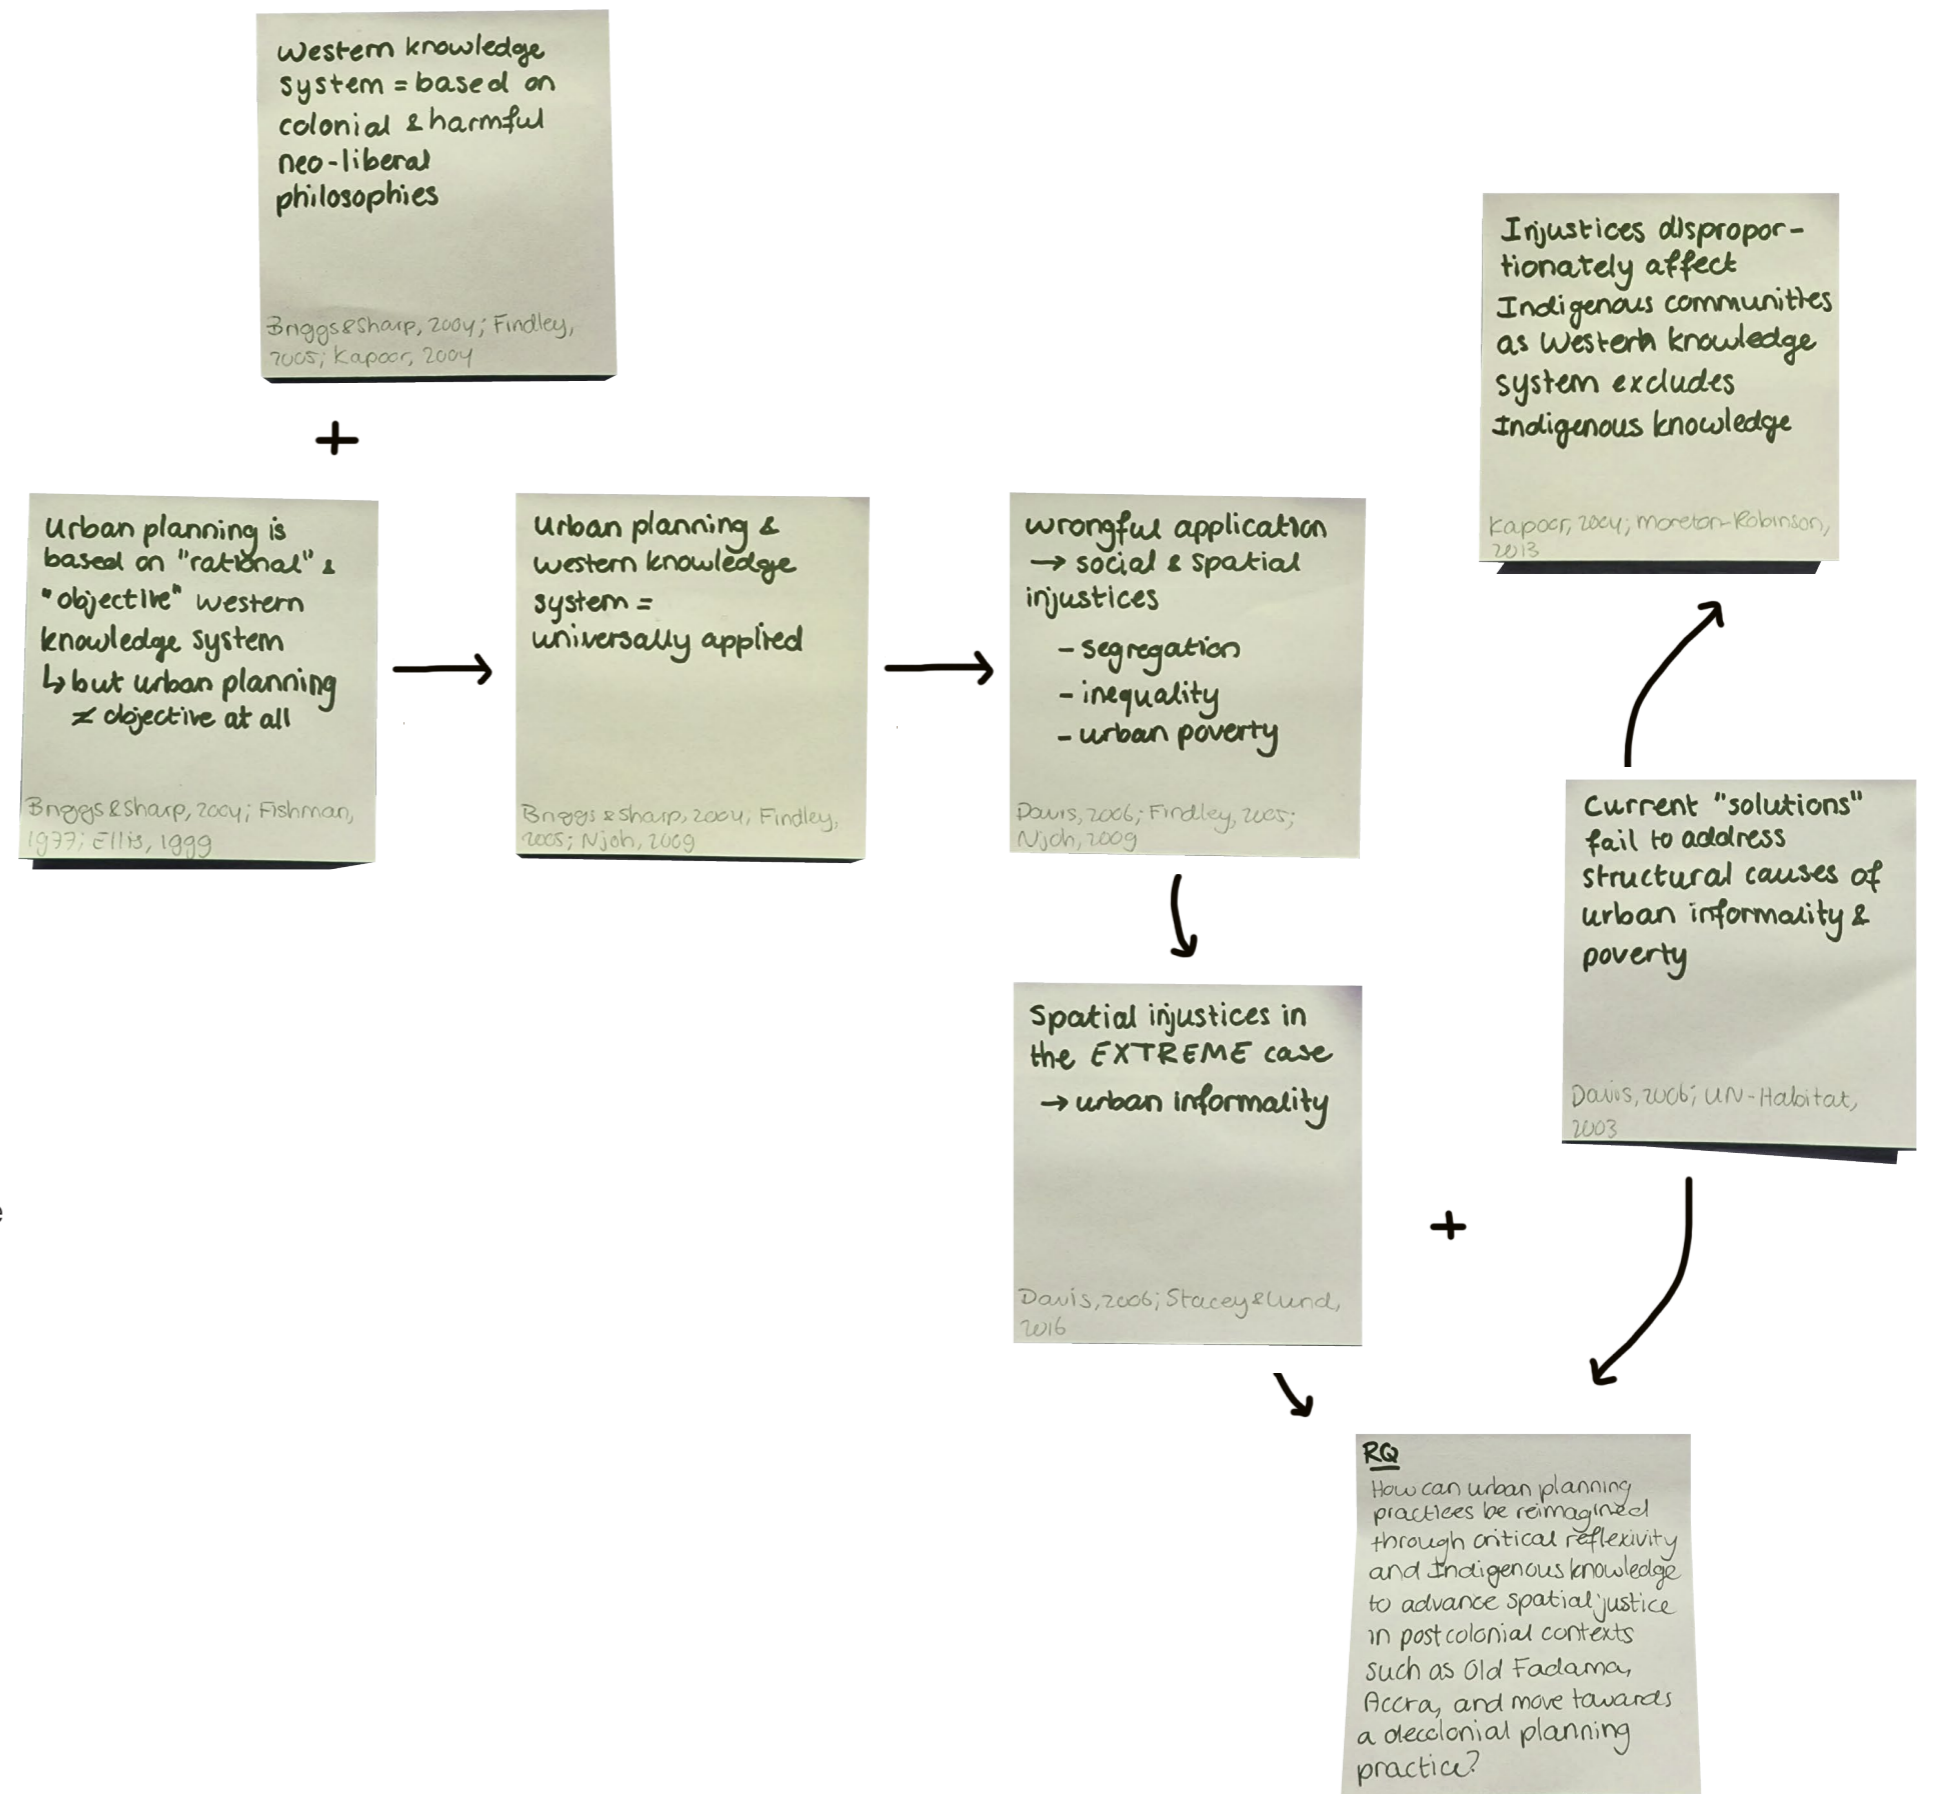 Western knowledge
system = based on
colonial & harmful
neo-liberal
philosophies
Briggs & Sharp, 2004; Findley,
2005; Kapoor, 2004
+
Urban planning is
based on "rational" &
"objective" western
knowledge system
↳ but urban planning
≠ objective at all
Briggs & Sharp, 2004; Fishman,
1977; Ellis, 1999
→
Urban planning &
western knowledge
system =
universally applied
Briggs & Sharp, 2004; Findley,
2005; Njoh, 2009
→
wrongful application
→ social & spatial
injustices
- segregation
- inequality
- urban poverty
Davis, 2006; Findley, 2005;
Njoh, 2009
Spatial injustices in
the EXTREME case
→ urban informality
Davis, 2006; Stacey & Lund,
2016
+
Injustices dispropor-
tionately affect
Indigenous communities
as Western knowledge
system excludes
Indigenous knowledge
Kapoor, 2004; Moreton-Robinson,
2013
Current "solutions"
fail to address
structural causes of
urban informality &
poverty
Davis, 2006; UN-Habitat,
2003
RQ
How can urban planning
practices be reimagined
through critical reflexivity
and Indigenous knowledge
to advance spatial justice
in postcolonial contexts
such as Old Fadama,
Accra, and move towards
a decolonial planning
practice?
e